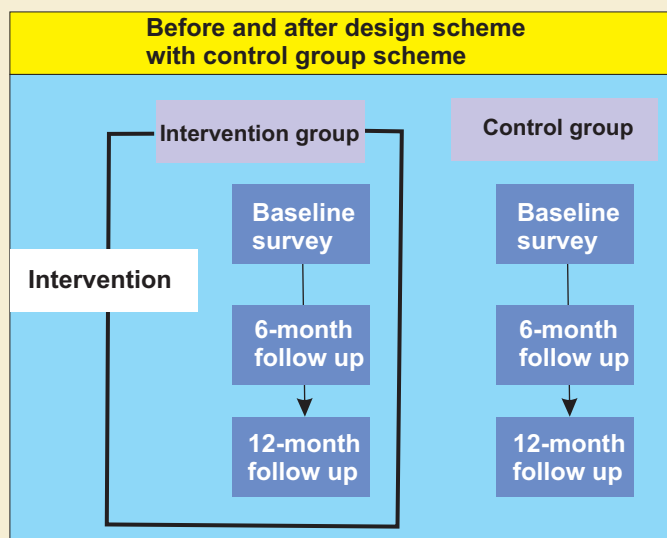 Before and after design scheme
with control group scheme
Intervention group
Control group
Baseline
survey
Baseline
survey
Intervention
6-month
follow up
6-month
follow up
12-month
follow up
12-month
follow up